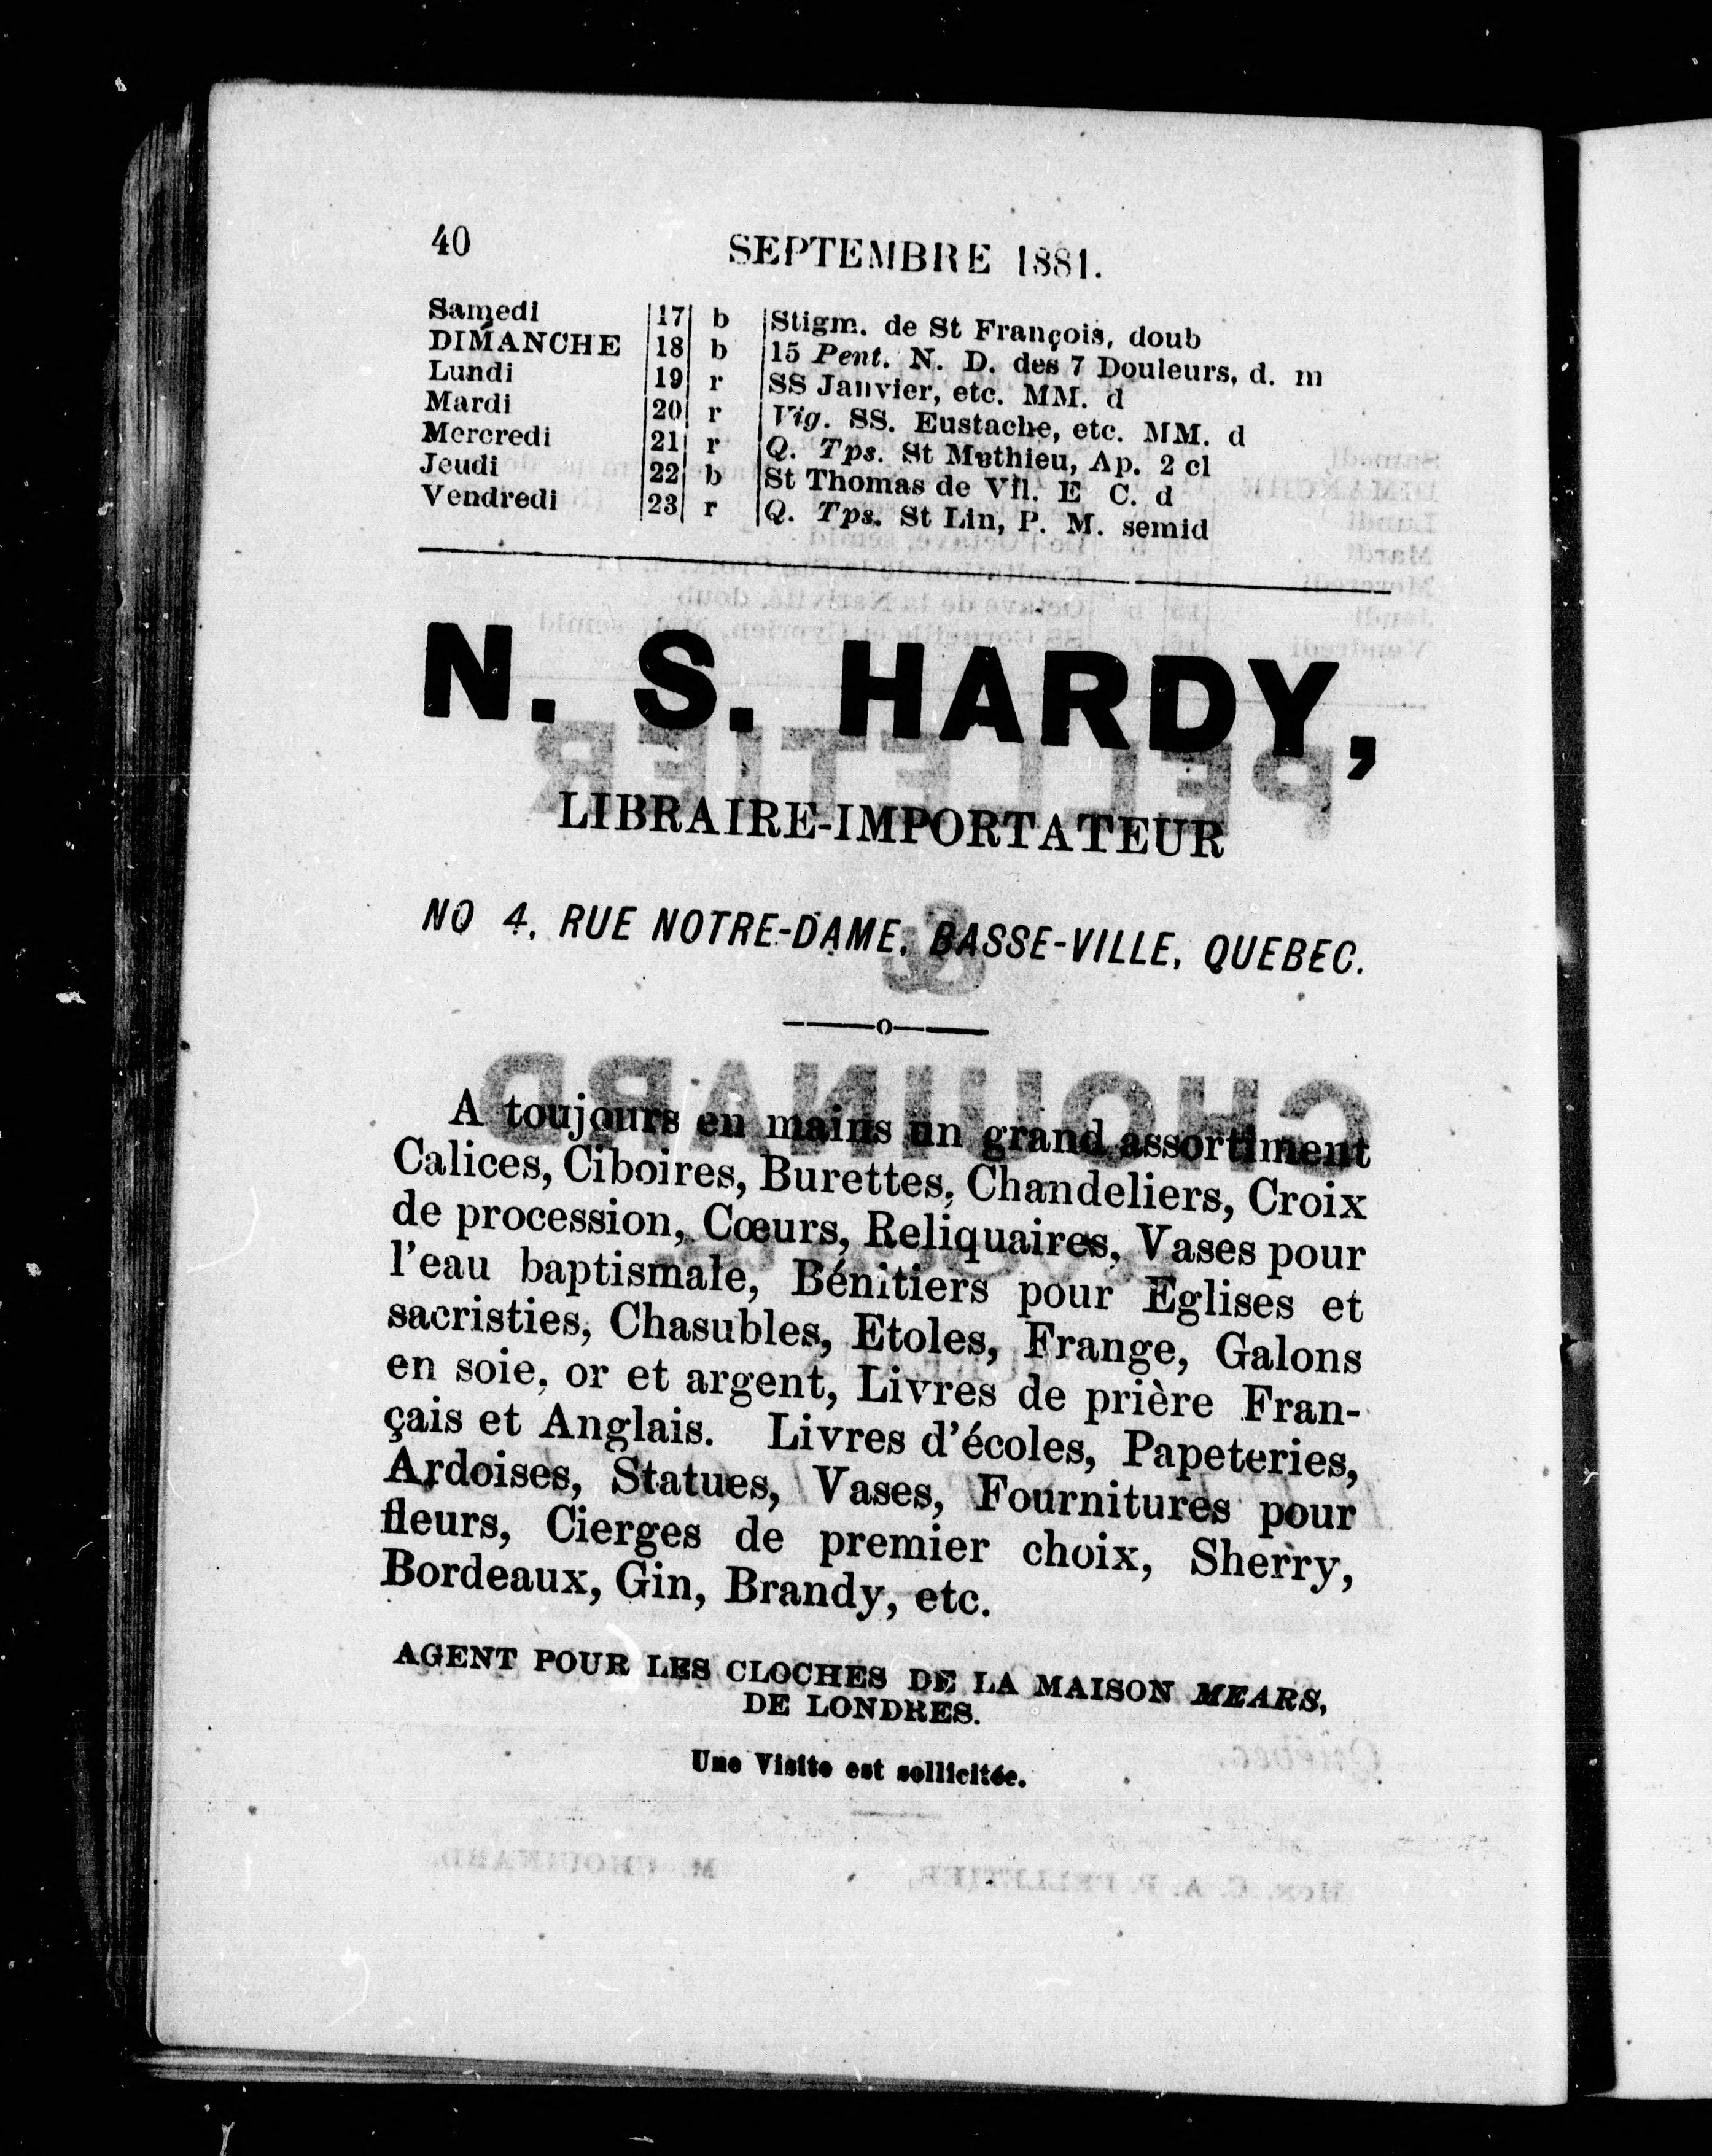 40 SEPTEMBRE 1881.
Samedi |17| b |Stigm. de St François, doub
DIMANCHE |18| b |15 Pent. N. D. des 7 Douleurs, d. m
Lundi |19| r |SS Janvier, etc. MM. d
Mardi |20| r |Vig. SS. Eustache, etc. MM. d
Mercredi |21| r |Q. Tps. St Mathieu, Ap. 2 cl
Jeudi |22| b |St Thomas de Vil. E C. d
Vendredi |23| r |Q. Tps. St Lin, P. M. semid
N. S. HARDY,
LIBRAIRE-IMPORTATEUR
NO 4, RUE NOTRE-DAME, BASSE-VILLE, QUEBEC.
A toujours en mains un grand assortiment
Calices, Ciboires, Burettes, Chandeliers, Croix
de procession, Cœurs, Reliquaires, Vases pour
l'eau baptismale, Bénitiers pour Eglises et
sacristies, Chasubles, Etoles, Frange, Galons
en soie, or et argent, Livres de prière Fran-
çais et Anglais. Livres d'écoles, Papeteries,
Ardoises, Statues, Vases, Fournitures pour
fleurs, Cierges de premier choix, Sherry,
Bordeaux, Gin, Brandy, etc.
AGENT POUR LES CLOCHES DE LA MAISON MEARS,
DE LONDRES.
Une Visite est sollicitée.